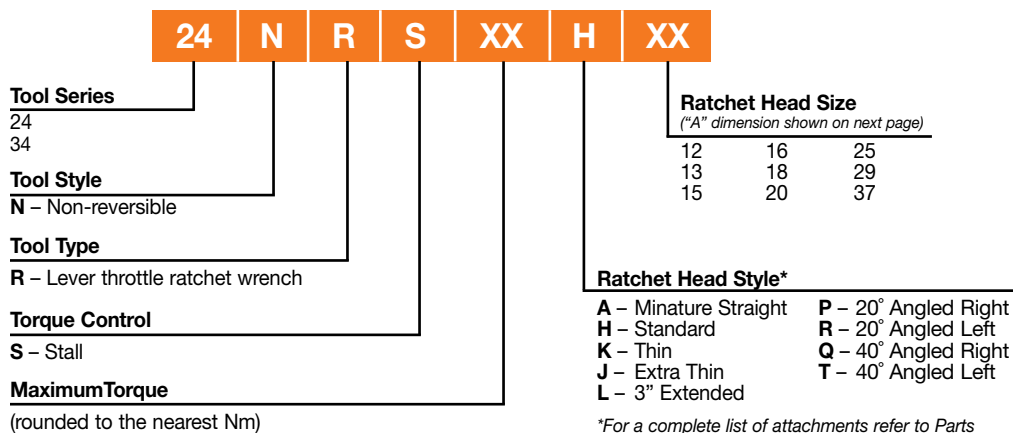 24 N R S XX H XX
Tool Series
24
34
Tool Style
N – Non-reversible
Tool Type
R – Lever throttle ratchet wrench
Torque Control
S – Stall
MaximumTorque
(rounded to the nearest Nm)
Ratchet Head Size
("A" dimension shown on next page)
12 16 25
13 18 29
15 20 37
Ratchet Head Style*
A – Minature Straight P – 20° Angled Right
H – Standard R – 20° Angled Left
K – Thin Q – 40° Angled Right
J – Extra Thin T – 40° Angled Left
L – 3” Extended
*For a complete list of attachments refer to Parts